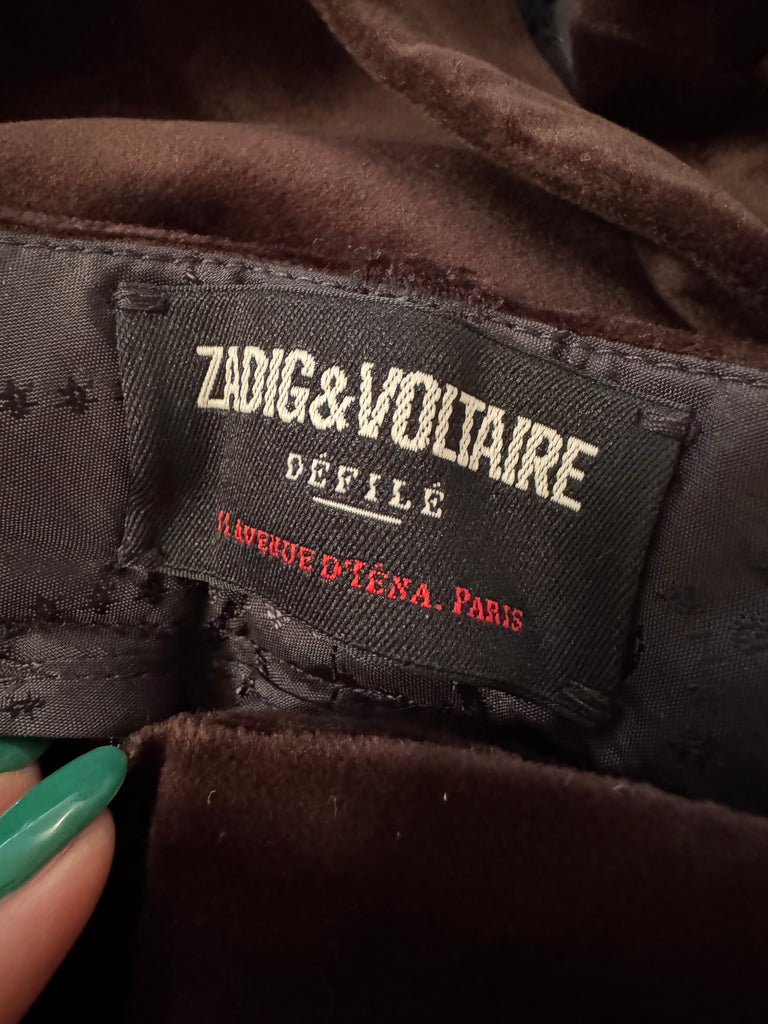 ZADIG&VOLTAIRE
DÉFILÉ
11 AVENUE D'IÉNA. PARIS